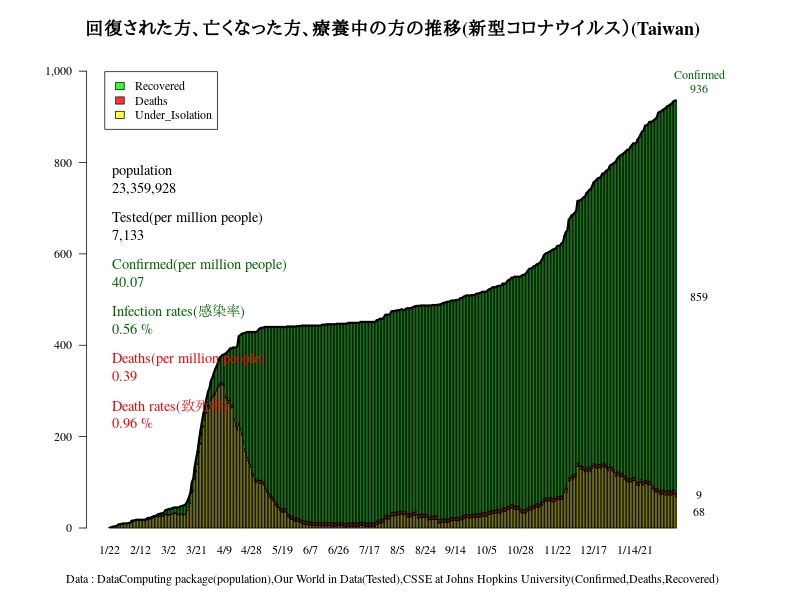 回復された方、亡くなった方、療養中の方の推移(新型コロナウイルス)(Taiwan)
Confirmed
936
1,000
800
600
400
200
0
Recovered
Deaths
Under_Isolation
population
23,359,928
Tested(per million people)
7,133
Confirmed(per million people)
40.07
Infection rates(感染率)
0.56 %
Deaths(per million people)
0.39
Death rates(致死率)
0.96 %
859
9
68
1/22 2/12 3/2 3/21 4/9 4/28 5/19 6/7 6/26 7/17 8/5 8/24 9/14 10/5 10/28 11/22 12/17 1/14/21
Data : DataComputing package(population),Our World in Data(Tested),CSSE at Johns Hopkins University(Confirmed,Deaths,Recovered)